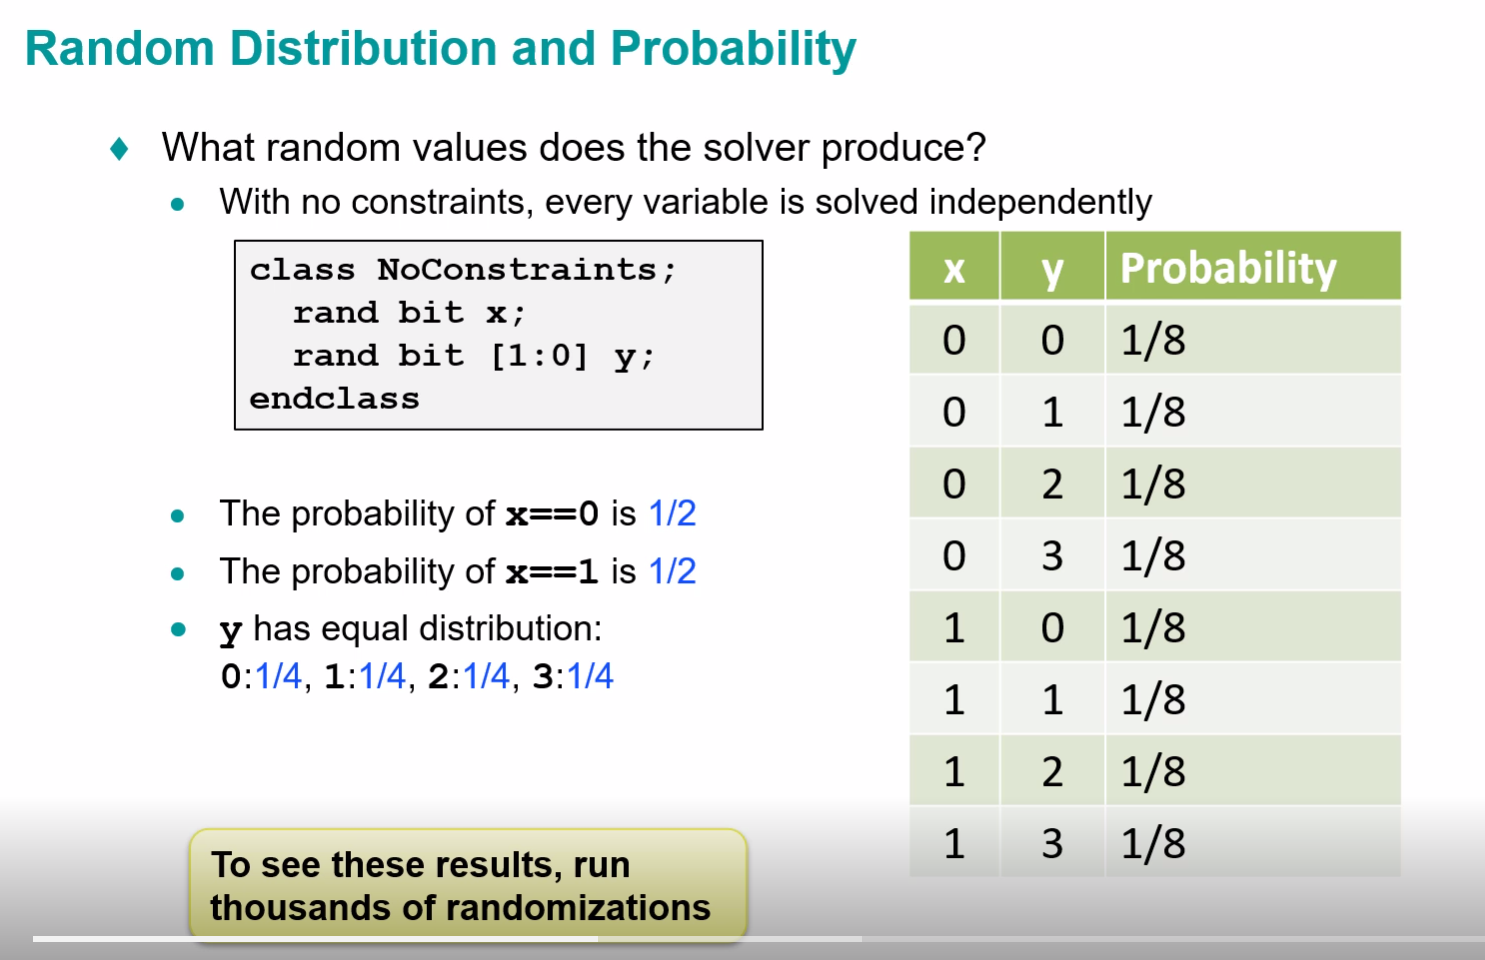 Random Distribution and Probability
What random values does the solver produce?
With no constraints, every variable is solved independently
class NoConstraints;
rand bit x;
rand bit [1:0] y;
endclass
The probability of x==0 is 1/2
The probability of x==1 is 1/2
y has equal distribution:
0:1/4, 1:1/4, 2:1/4, 3:1/4
To see these results, run
thousands of randomizations
x y Probability
0 0 1/8
0 1 1/8
0 2 1/8
0 3 1/8
1 0 1/8
1 1 1/8
1 2 1/8
1 3 1/8